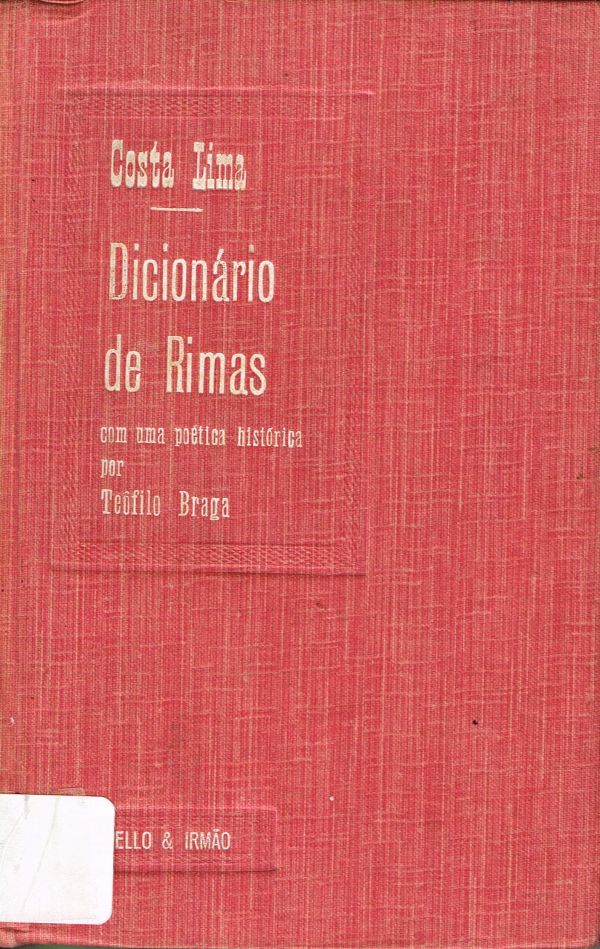 Costa Lima
Dicionário
de Rimas
com uma poética histórica
por
Teófilo Braga
ELLO & IRMÃO